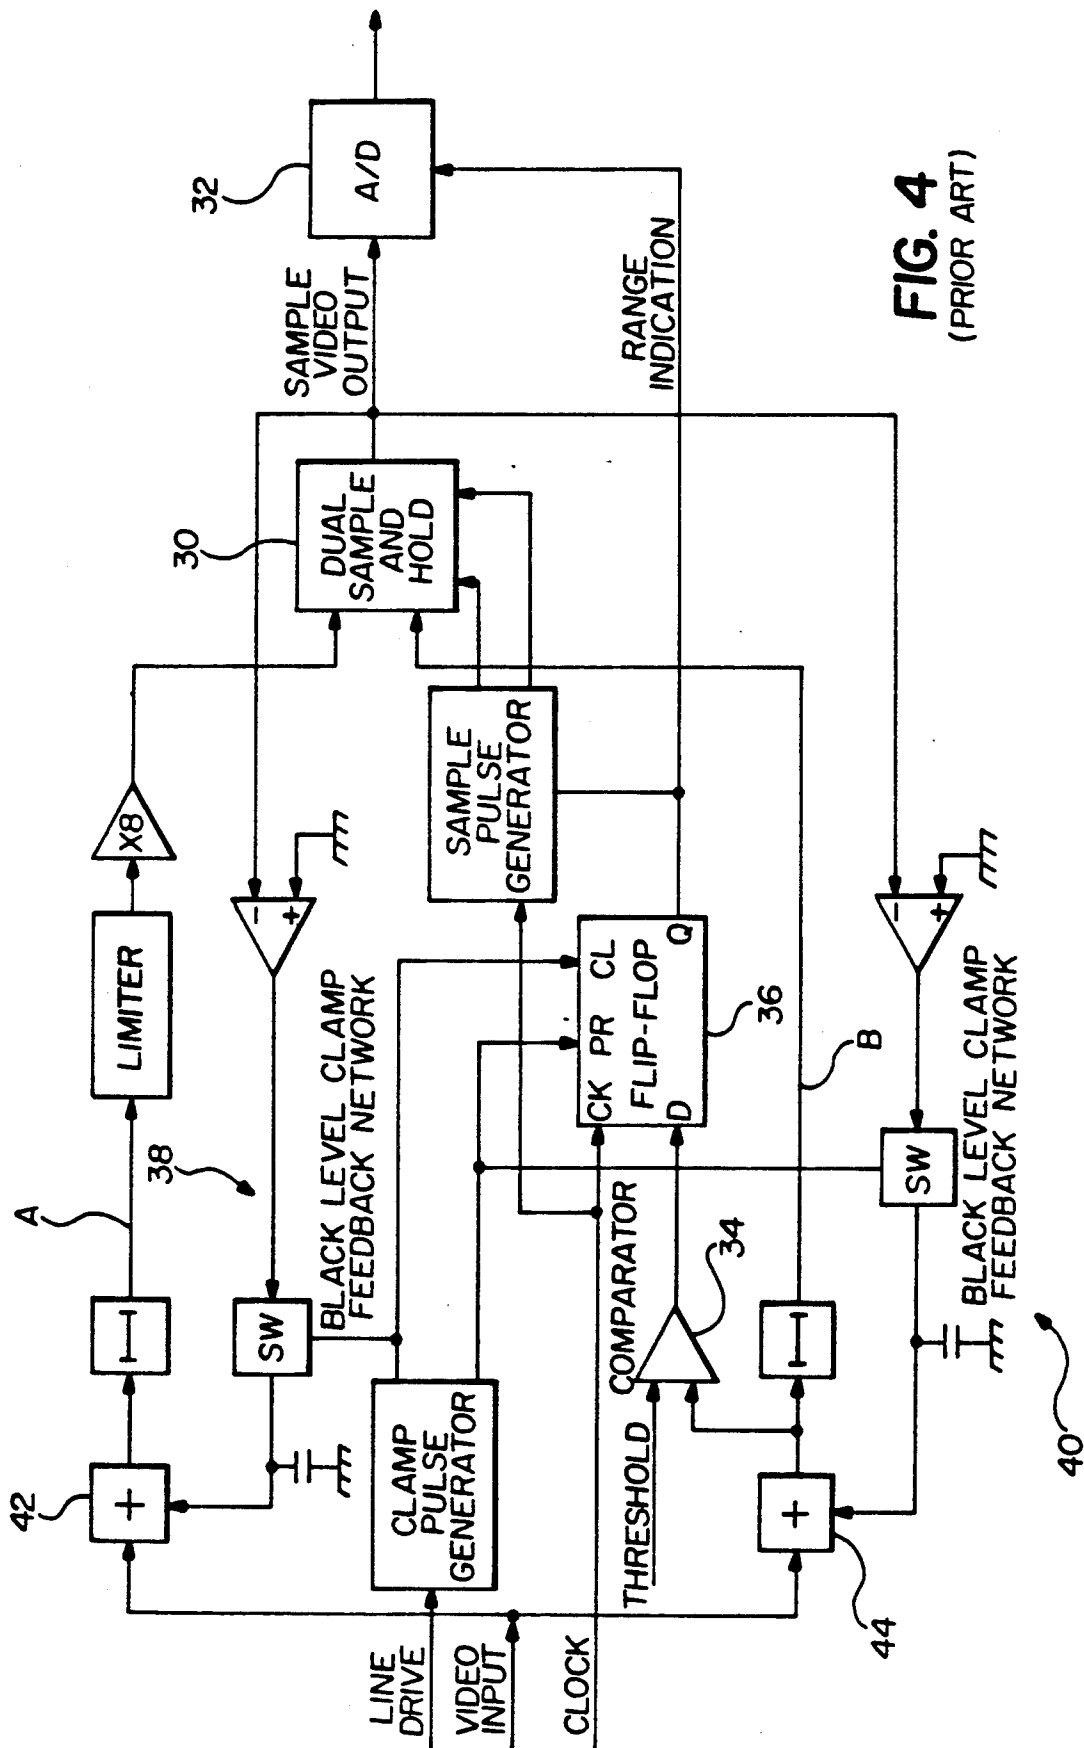 42
+
I
A
LIMITER
X8
38
SW
-
+
BLACK LEVEL CLAMP
FEEDBACK NETWORK
30
DUAL
SAMPLE
AND
HOLD
SAMPLE
VIDEO
OUTPUT
32
A/D
LINE
DRIVE
VIDEO
INPUT
CLOCK
CLAMP
PULSE
GENERATOR
SAMPLE
PULSE
GENERATOR
RANGE
INDICATION
THRESHOLD
COMPARATOR
34
CK PR CL
FLIP-FLOP
D
Q
36
44
+
I
B
SW
-
+
BLACK LEVEL CLAMP
FEEDBACK NETWORK
40
FIG. 4
(PRIOR ART)